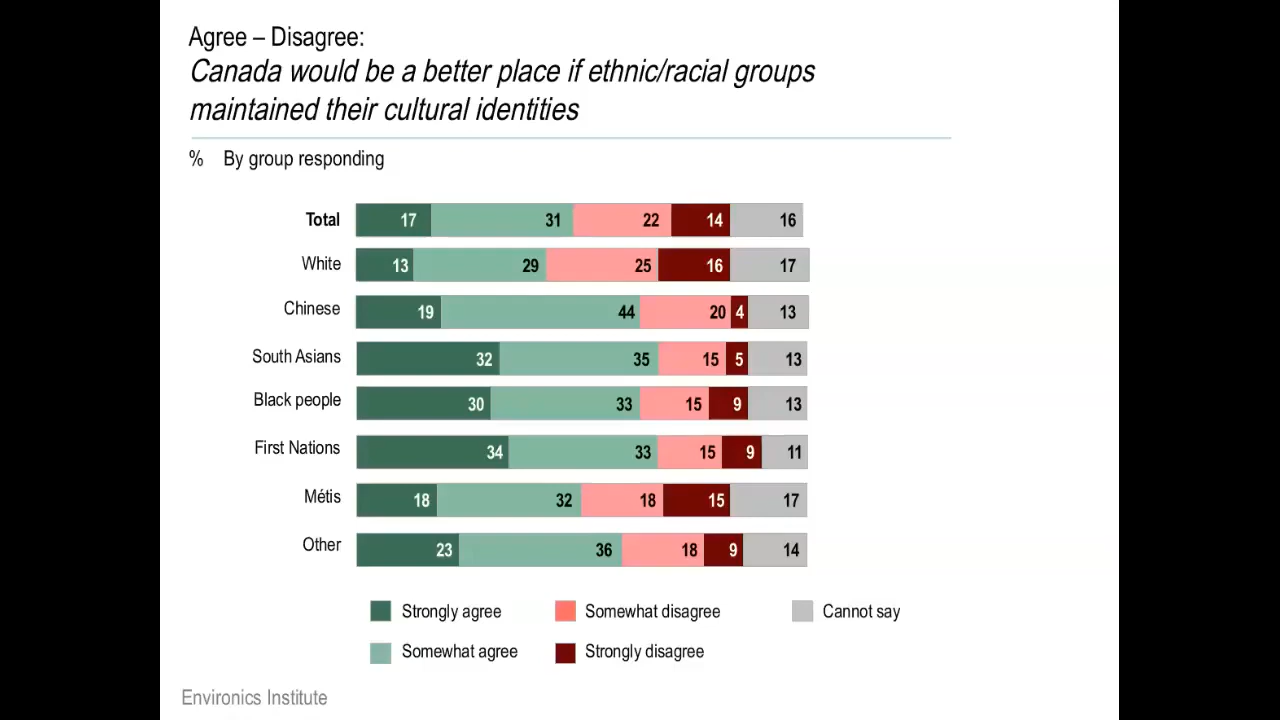 Agree – Disagree:
Canada would be a better place if ethnic/racial groups
maintained their cultural identities
% By group responding
Total 17 31 22 14 16
White 13 29 25 16 17
Chinese 19 44 20 4 13
South Asians 32 35 15 5 13
Black people 30 33 15 9 13
First Nations 34 33 15 9 11
Métis 18 32 18 15 17
Other 23 36 18 9 14
Strongly agree Somewhat disagree Cannot say
Somewhat agree Strongly disagree
Environics Institute